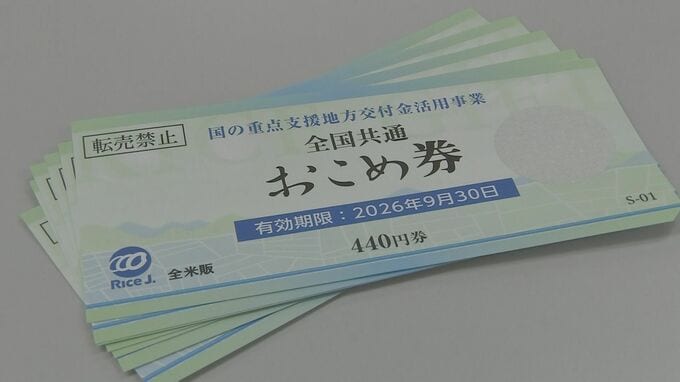 転売禁止
国の重点支援地方交付金活用事業
全国共通
おこめ券
有効期限：2026年9月30日
440円券
S-01
Rice J.
全米販